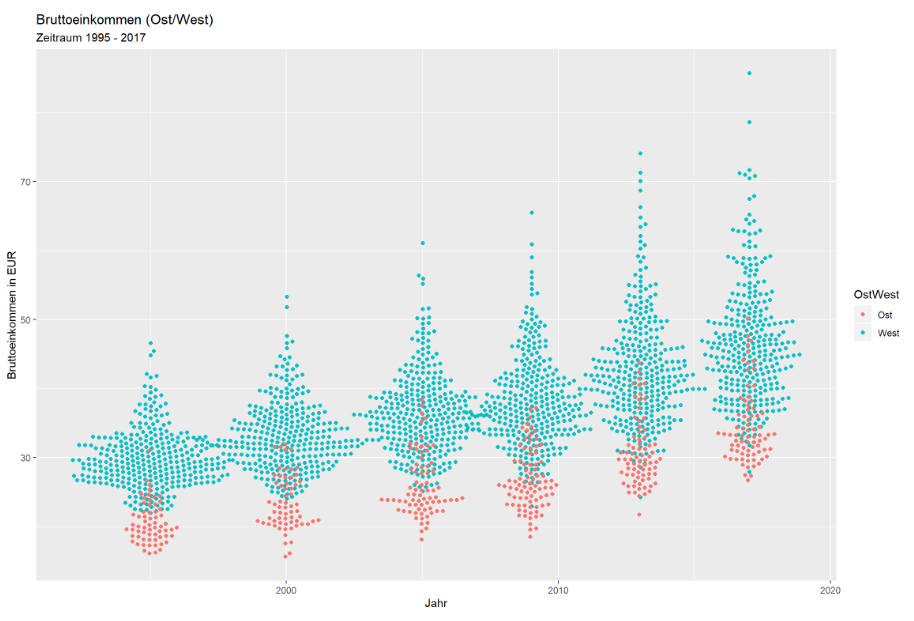 Bruttoeinkommen (Ost/West)
Zeitraum 1995 - 2017
Bruttoeinkommen in EUR
70
50
30
2000
2010
2020
Jahr
OstWest
Ost
West